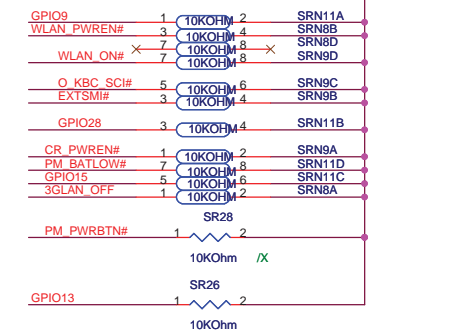 GPIO9 1 10KOHM 2 SRN11A
WLAN_PWREN# 3 10KOHM 4 SRN8B
7 10KOHM 8 SRN8D
WLAN_ON# 7 10KOHM 8 SRN9D
O_KBC_SCI# 5 10KOHM 6 SRN9C
EXTSMI# 3 10KOHM 4 SRN9B
GPIO28 3 10KOHM 4 SRN11B
CR_PWREN# 1 10KOHM 2 SRN9A
PM_BATLOW# 7 10KOHM 8 SRN11D
GPIO15 5 10KOHM 6 SRN11C
3GLAN_OFF 1 10KOHM 2 SRN8A
SR28
PM_PWRBTN# 1 2
10KOhm /X
SR26
GPIO13 1 2
10KOhm